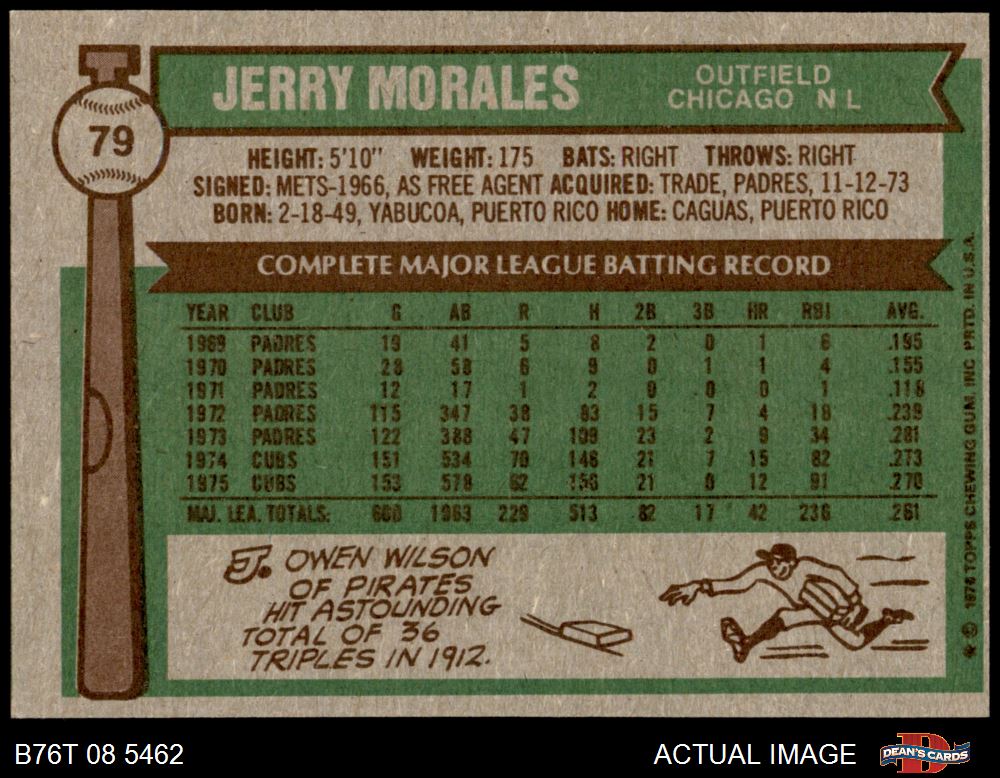 JERRY MORALES
OUTFIELD
CHICAGO N L
79
HEIGHT: 5'10" WEIGHT: 175 BATS: RIGHT THROWS: RIGHT
SIGNED: METS-1966, AS FREE AGENT ACQUIRED: TRADE, PADRES, 11-12-73
BORN: 2-18-49, YABUCOA, PUERTO RICO HOME: CAGUAS, PUERTO RICO
COMPLETE MAJOR LEAGUE BATTING RECORD
YEAR CLUB G AB R H 2B 3B HR RBI AVG.
1969 PADRES 19 41 5 8 2 0 1 6 .195
1970 PADRES 28 58 6 9 0 1 1 4 .155
1971 PADRES 12 17 1 2 0 0 0 1 .118
1972 PADRES 115 347 38 83 15 7 4 18 .239
1973 PADRES 122 388 47 109 23 2 9 34 .281
1974 CUBS 151 534 70 146 21 7 15 82 .273
1975 CUBS 153 578 62 156 21 0 12 91 .270
MAJ. LEA. TOTALS: 600 1963 229 513 82 17 42 236 .261
EJ. OWEN WILSON
OF PIRATES
HIT ASTOUNDING
TOTAL OF 36
TRIPLES IN 1912.
* © 1976 TOPPS CHEWING GUM, INC. PRTD. IN U.S.A.
B76T 08 5462
ACTUAL IMAGE
D
DEAN'S CARDS